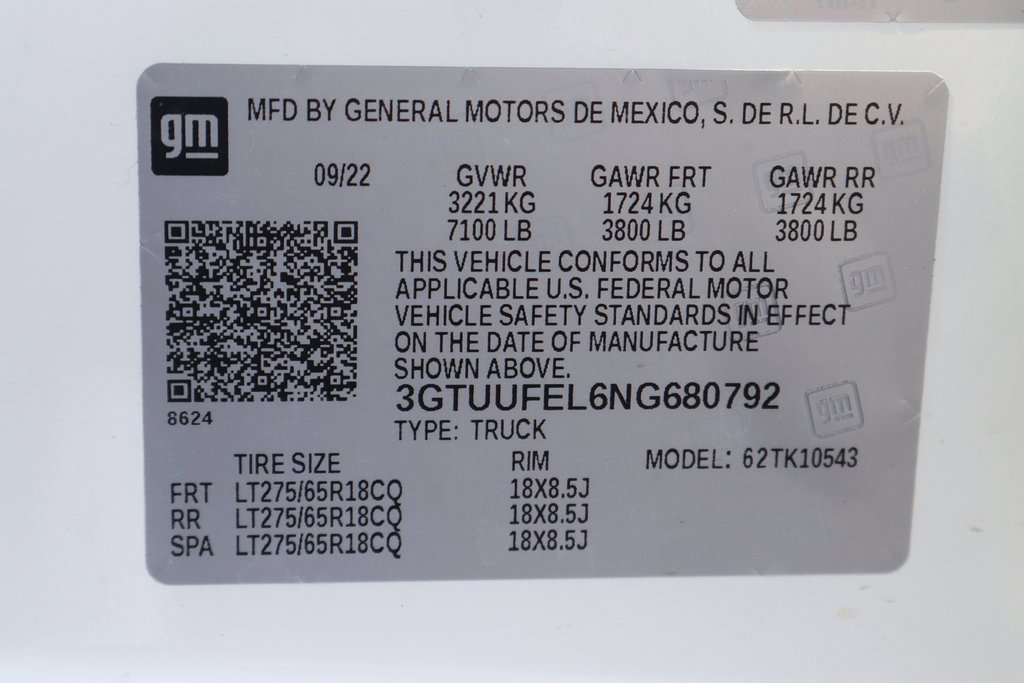 gm MFD BY GENERAL MOTORS DE MEXICO, S. DE R.L. DE C.V.
09/22 GVWR GAWR FRT GAWR RR
3221 KG 1724 KG 1724 KG
7100 LB 3800 LB 3800 LB
THIS VEHICLE CONFORMS TO ALL
APPLICABLE U.S. FEDERAL MOTOR
VEHICLE SAFETY STANDARDS IN EFFECT
ON THE DATE OF MANUFACTURE
SHOWN ABOVE.
3GTUUFEL6NG680792
8624
TYPE: TRUCK
TIRE SIZE RIM MODEL: 62TK10543
FRT LT275/65R18CQ 18X8.5J
RR LT275/65R18CQ 18X8.5J
SPA LT275/65R18CQ 18X8.5J